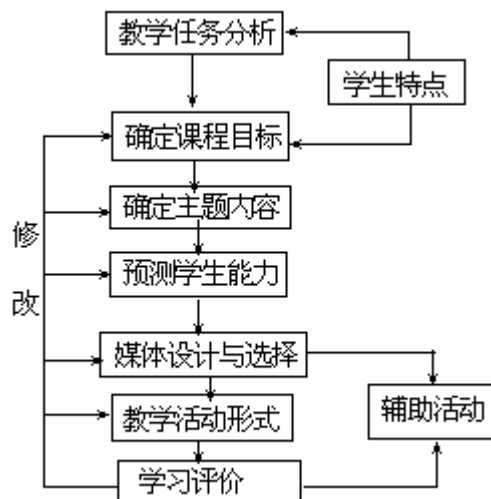 教学任务分析
学生特点
确定课程目标
确定主题内容
修
改
预测学生能力
媒体设计与选择
教学活动形式
辅助活动
学习评价